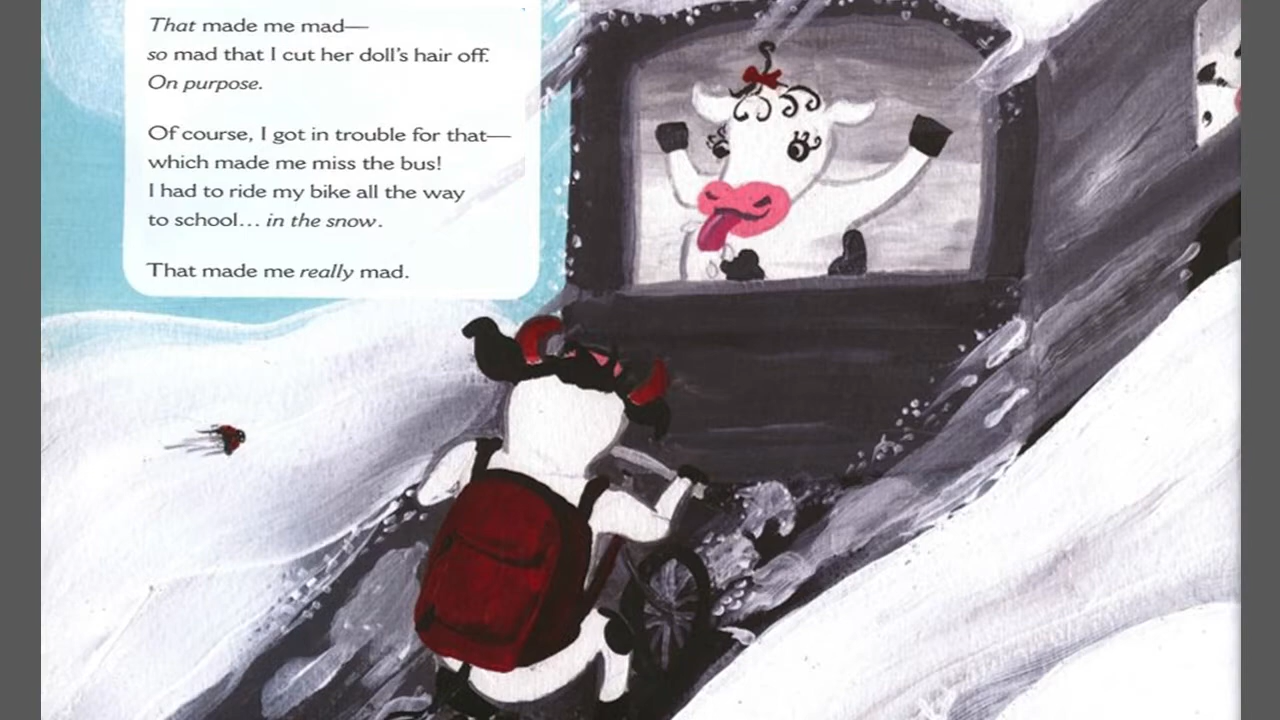 That made me mad—
so mad that I cut her doll's hair off.
On purpose.
Of course, I got in trouble for that—
which made me miss the bus!
I had to ride my bike all the way
to school... in the snow.
That made me really mad.